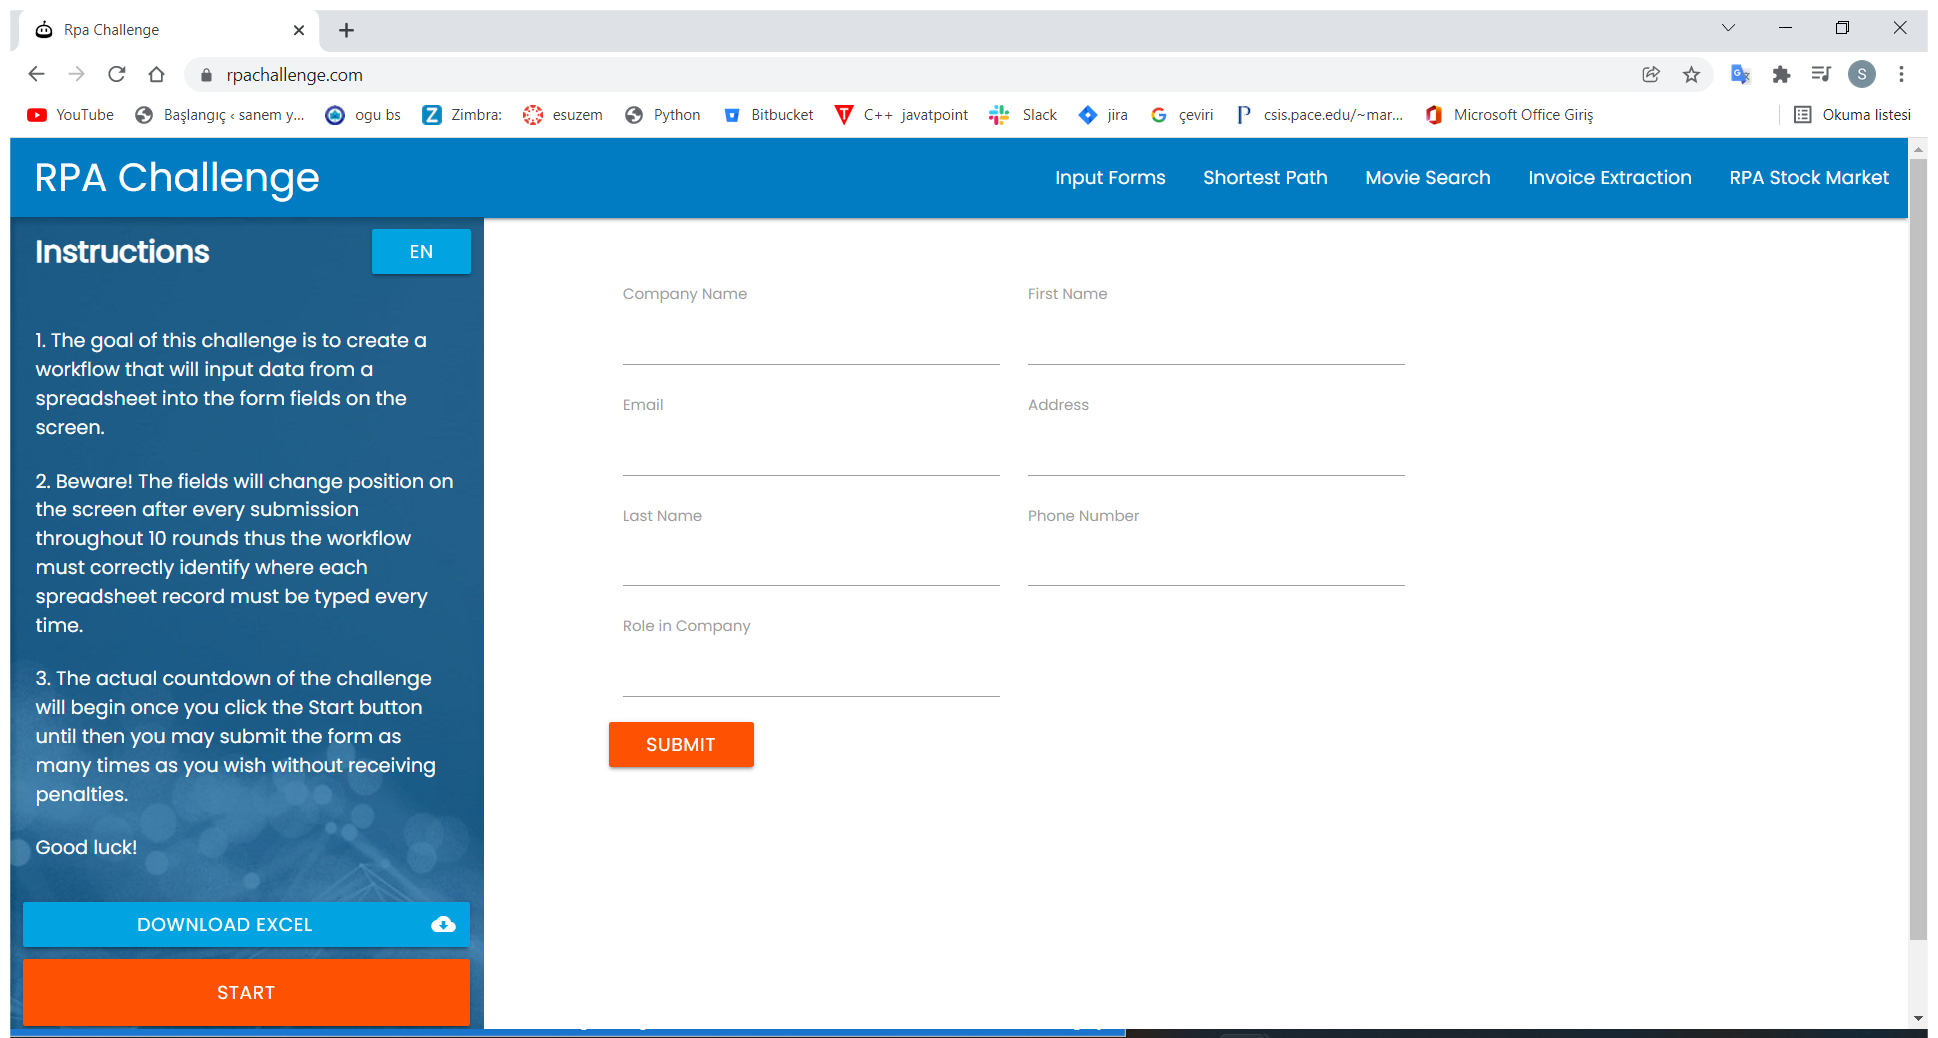 Rpa Challenge
rpachallenge.com
S
YouTube
Başlangıç ‹ sanem y...
ogu bs
Zimbra:
esuzem
Python
Bitbucket
C++ javatpoint
Slack
jira
çeviri
csis.pace.edu/~mar...
Microsoft Office Giriş
Okuma listesi
RPA Challenge
Input Forms
Shortest Path
Movie Search
Invoice Extraction
RPA Stock Market
Instructions
EN
1. The goal of this challenge is to create a
workflow that will input data from a
spreadsheet into the form fields on the
screen.
2. Beware! The fields will change position on
the screen after every submission
throughout 10 rounds thus the workflow
must correctly identify where each
spreadsheet record must be typed every
time.
3. The actual countdown of the challenge
will begin once you click the Start button
until then you may submit the form as
many times as you wish without receiving
penalties.
Good luck!
DOWNLOAD EXCEL
START
Company Name
First Name
Email
Address
Last Name
Phone Number
Role in Company
SUBMIT